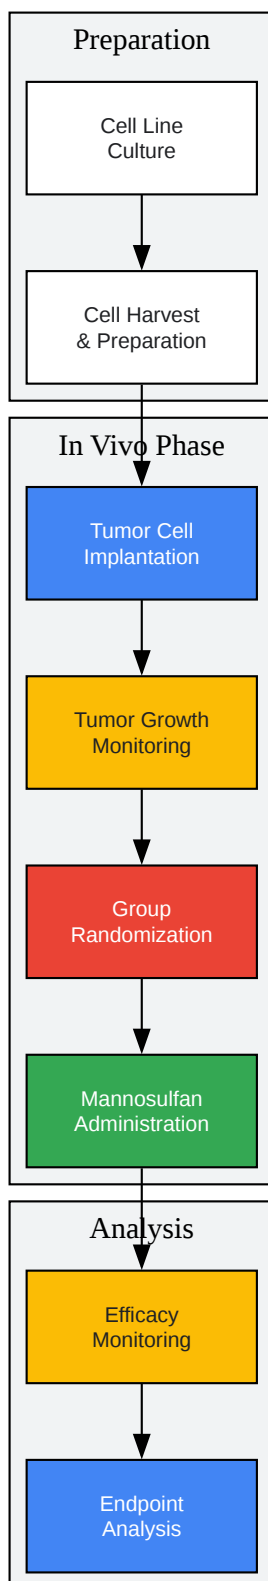 Preparation
Cell Line
Culture
Cell Harvest
& Preparation
In Vivo Phase
Tumor Cell
Implantation
Tumor Growth
Monitoring
Group
Randomization
Mannosulfan
Administration
Analysis
Efficacy
Monitoring
Endpoint
Analysis